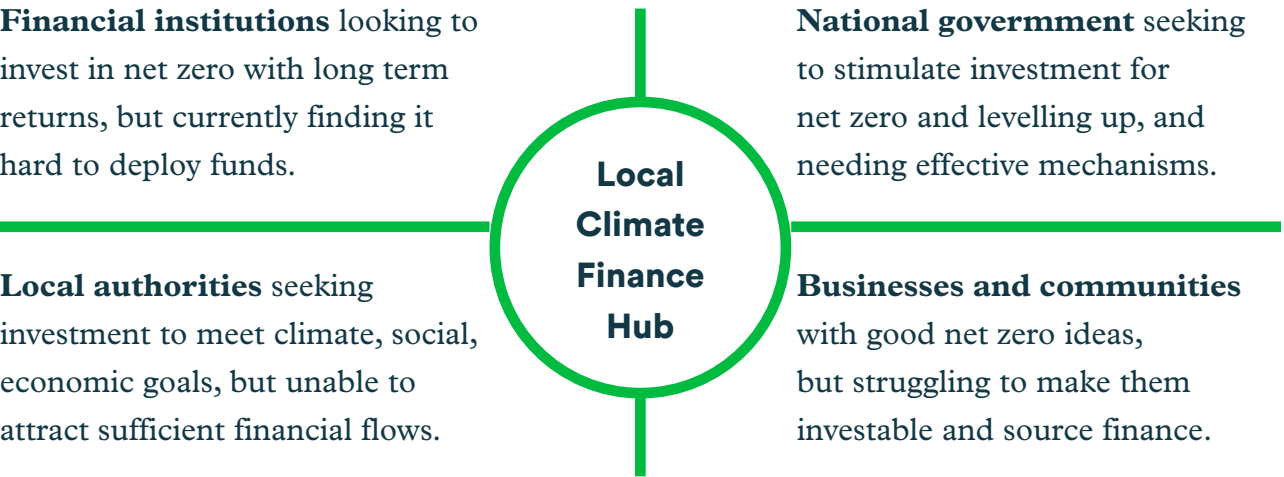 Financial institutions looking to
invest in net zero with long term
returns, but currently finding it
hard to deploy funds.
National govermment seeking
to stimulate investment for
net zero and levelling up, and
needing effective mechanisms.
Local
Climate
Finance
Hub
Local authorities seeking
investment to meet climate, social,
economic goals, but unable to
attract sufficient financial flows.
Businesses and communities
with good net zero ideas,
but struggling to make them
investable and source finance.